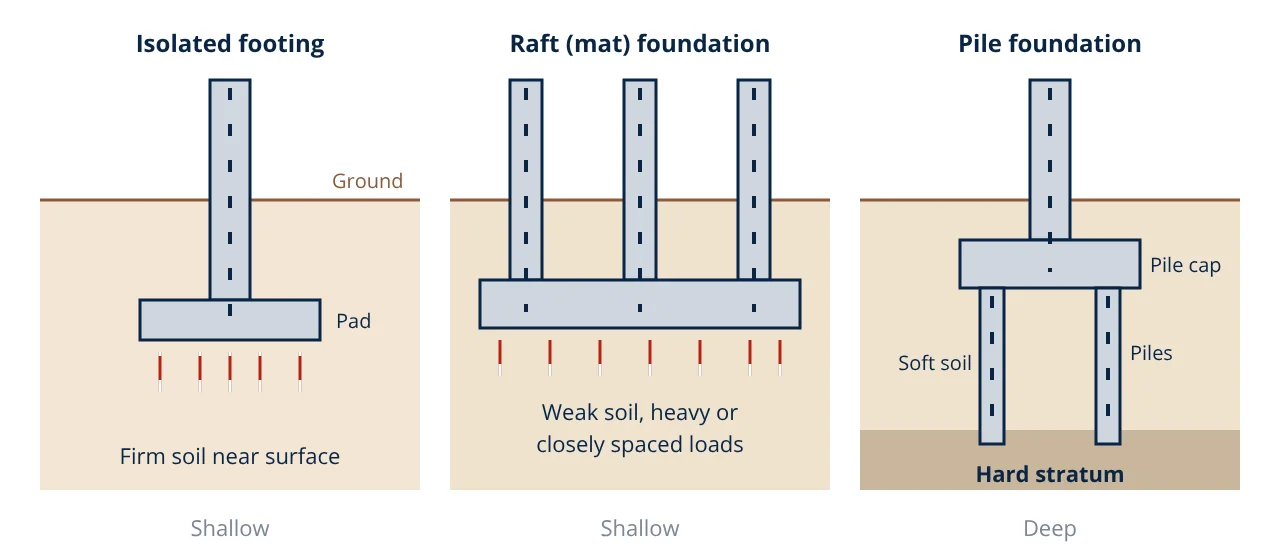 Isolated footing
Ground
Pad
Firm soil near surface
Shallow
Raft (mat) foundation
Weak soil, heavy or
closely spaced loads
Shallow
Pile foundation
Pile cap
Soft soil
Piles
Hard stratum
Deep